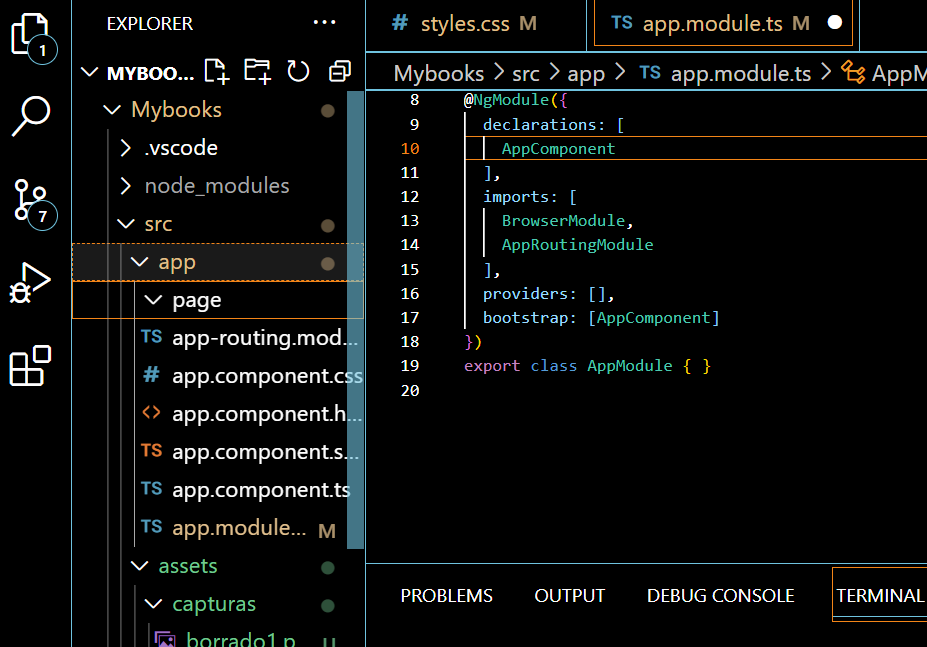 EXPLORER ...
MYBOO...
Mybooks
.vscode
node_modules
src
app
page
TS app-routing.mod...
# app.component.css
<> app.component.h...
TS app.component.s...
TS app.component.ts
TS app.module... M
assets
capturas
borrado1.p U
1
7
# styles.css M
TS app.module.ts M
Mybooks > src > app > TS app.module.ts > AppM
8 @NgModule({
9 declarations: [
10 AppComponent
11 ],
12 imports: [
13 BrowserModule,
14 AppRoutingModule
15 ],
16 providers: [],
17 bootstrap: [AppComponent]
18 })
19 export class AppModule { }
20
PROBLEMS OUTPUT DEBUG CONSOLE TERMINAL